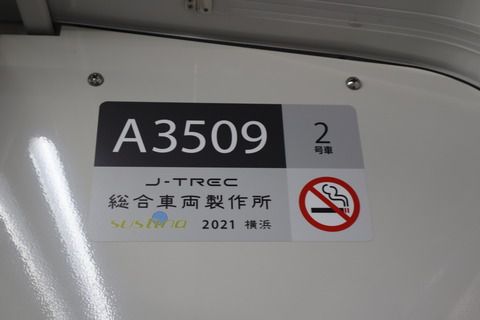 A3509
2
号車
J-TREC
総合車両製作所
sustina 2021 横浜